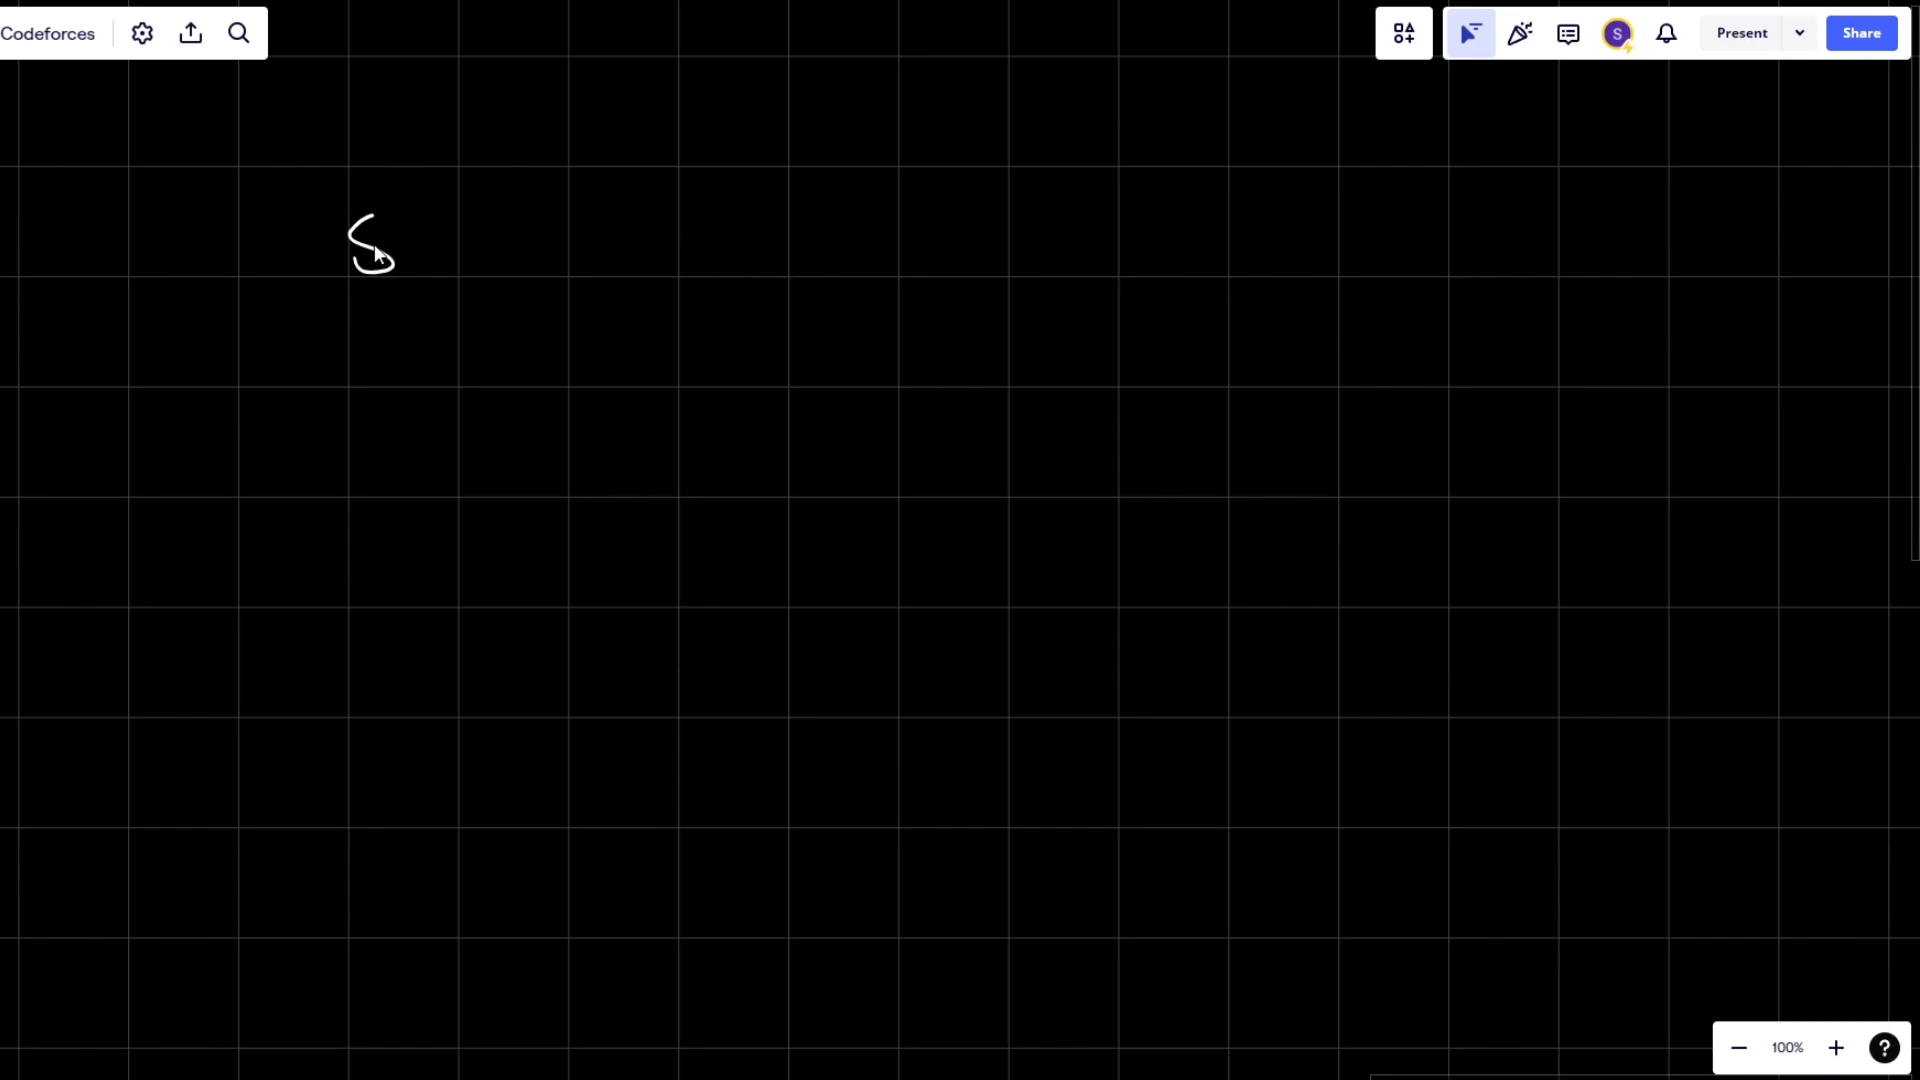 Codeforces
S
Present
Share
S
100%
?